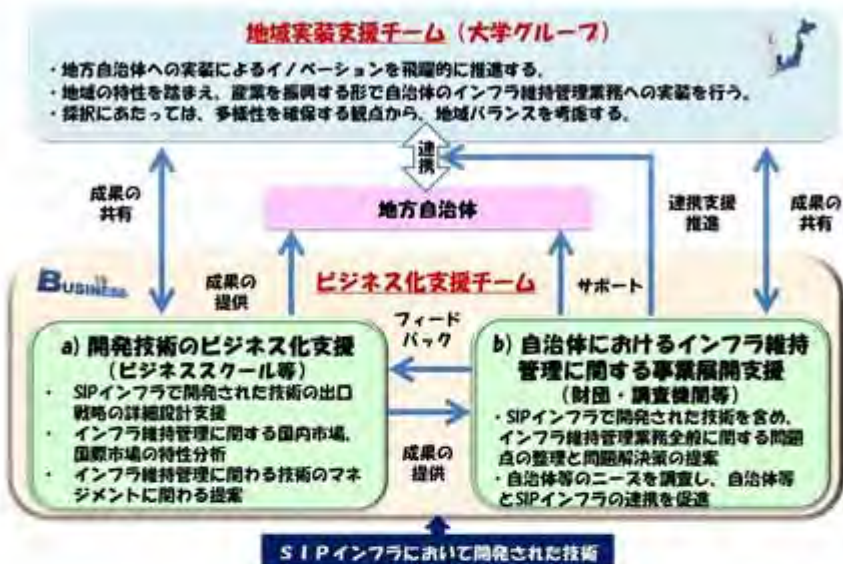 地域実装支援チーム（大学グループ）
・地方自治体への実装によるイノベーションを飛躍的に推進する。
・地域の特性を踏まえ、産業を振興する形で自治体のインフラ維持管理業務への実装を行う。
・採択にあたっては、多様性を確保する観点から、地域バランスを考慮する。
連携
成果の
共有
地方自治体
連携支援
推進
成果の
共有
BUSINESS
成果の
提供
ビジネス化支援チーム
サポート
フィード
バック
a) 開発技術のビジネス化支援
（ビジネススクール等）
・ SIPインフラで開発された技術の出口
戦略の詳細設計支援
・ インフラ維持管理に関する国内市場、
国際市場の特性分析
・ インフラ維持管理に関わる技術のマネ
ジメントに関わる提案
成果の
提供
b) 自治体におけるインフラ維持
管理に関する事業展開支援
（財団・調査機関等）
・SIPインフラで開発された技術を含め、
インフラ維持管理業務全般に関する問題
点の整理と問題解決策の提案
・自治体等のニーズを調査し、自治体等
とSIPインフラの連携を促進
ＳＩＰインフラにおいて開発された技術